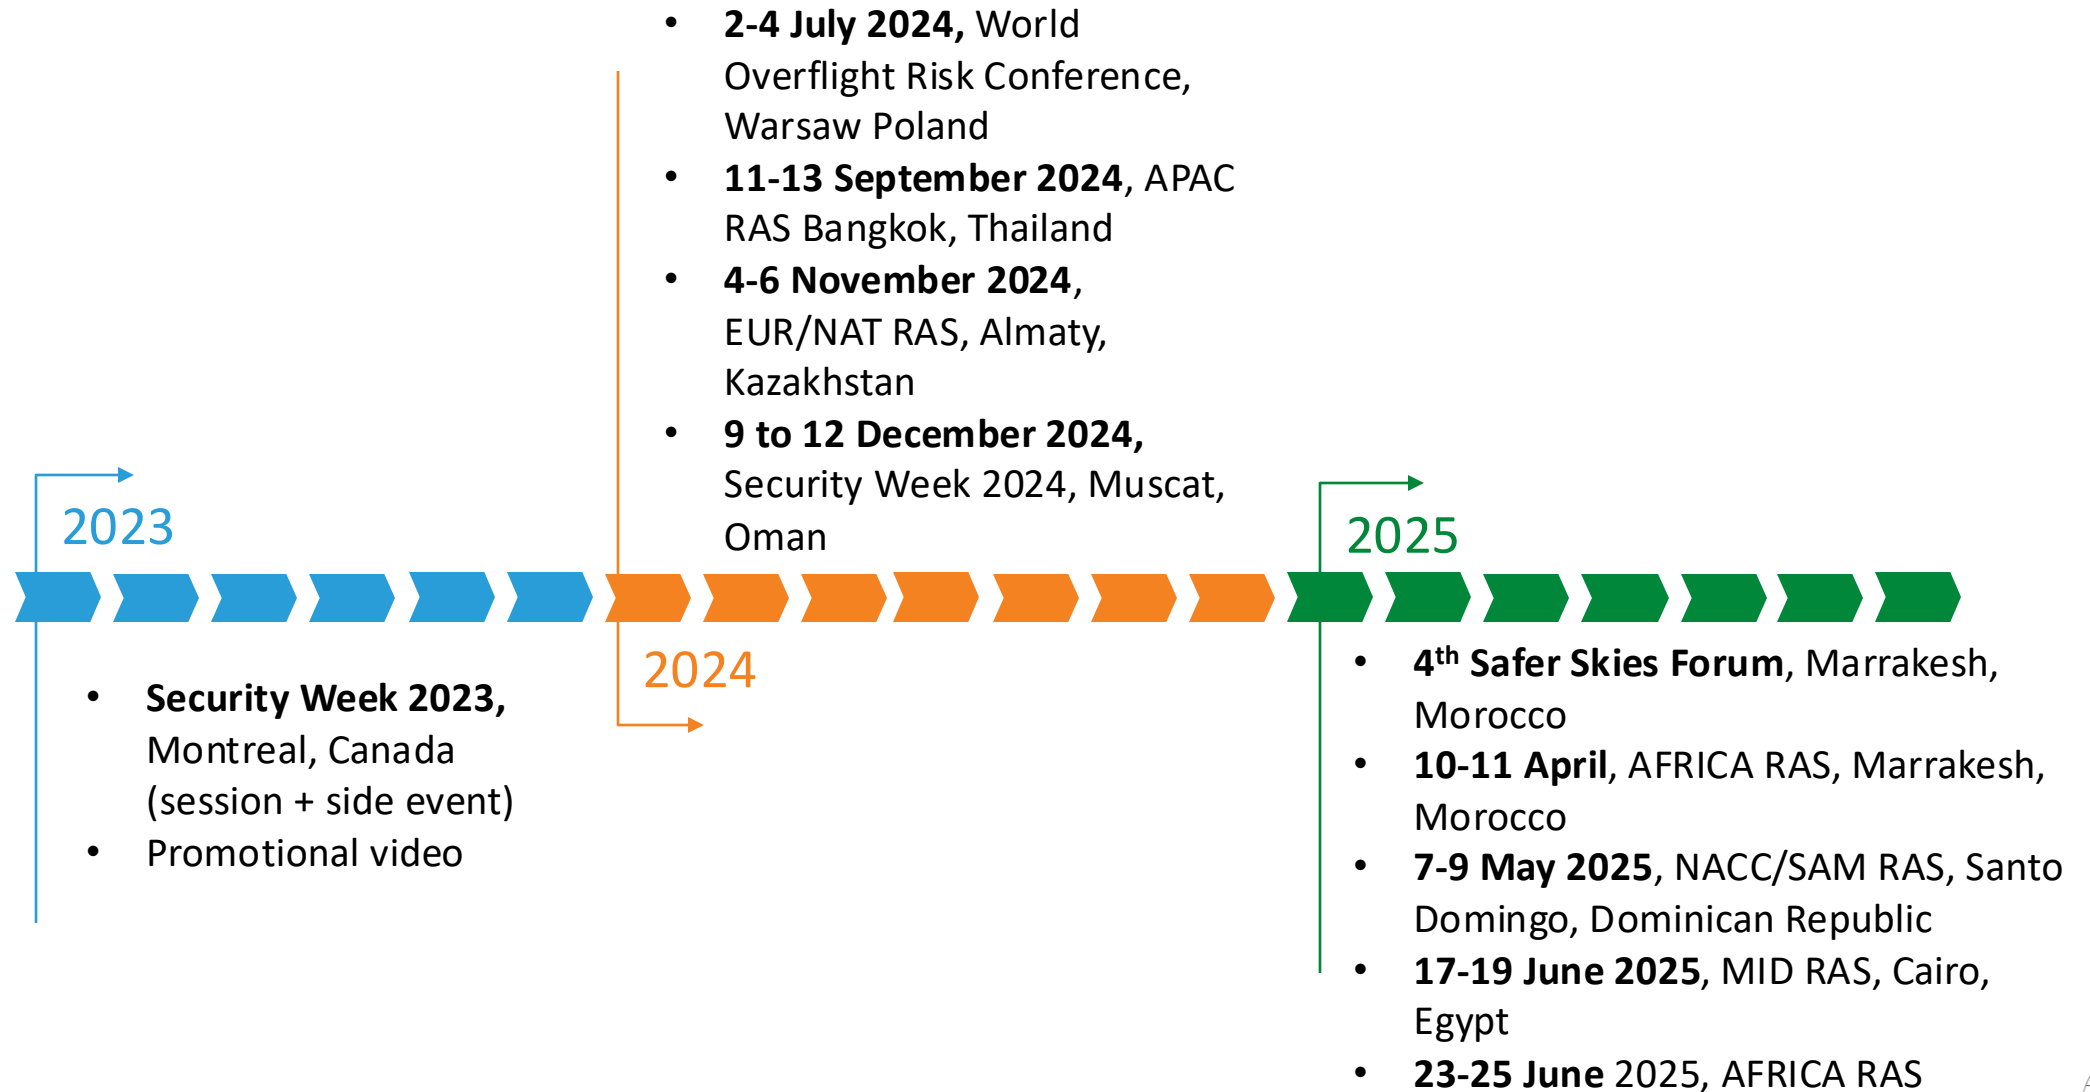 • 2-4 July 2024, World
Overflight Risk Conference,
Warsaw Poland
• 11-13 September 2024, APAC
RAS Bangkok, Thailand
• 4-6 November 2024,
EUR/NAT RAS, Almaty,
Kazakhstan
• 9 to 12 December 2024,
Security Week 2024, Muscat,
Oman
2023
2025
2024
• Security Week 2023,
Montreal, Canada
(session + side event)
• Promotional video
• 4th Safer Skies Forum, Marrakesh,
Morocco
• 10-11 April, AFRICA RAS, Marrakesh,
Morocco
• 7-9 May 2025, NACC/SAM RAS, Santo
Domingo, Dominican Republic
• 17-19 June 2025, MID RAS, Cairo,
Egypt
• 23-25 June 2025, AFRICA RAS